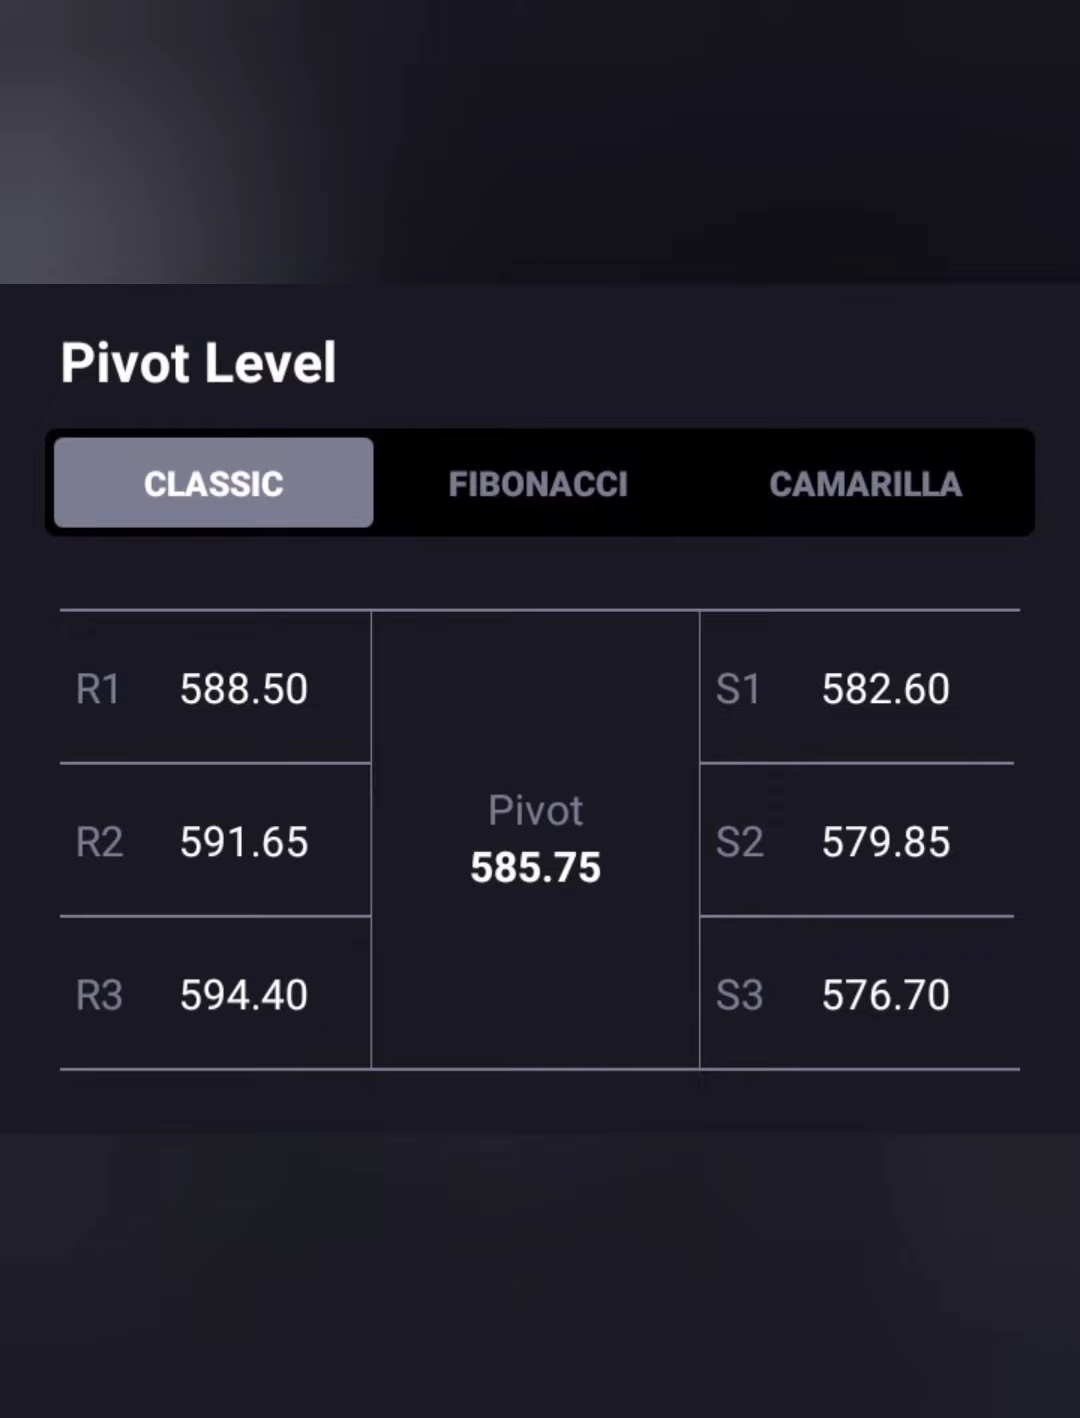 Pivot Level
CLASSIC FIBONACCI CAMARILLA
R1 588.50
R2 591.65
R3 594.40
Pivot
585.75
S1 582.60
S2 579.85
S3 576.70